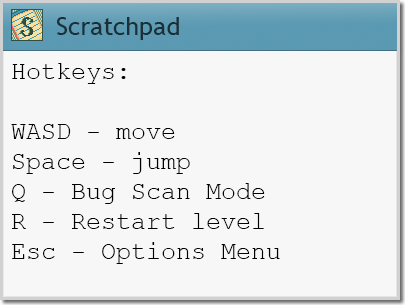 Scratchpad
Hotkeys:
WASD - move
Space - jump
Q - Bug Scan Mode
R - Restart level
Esc - Options Menu